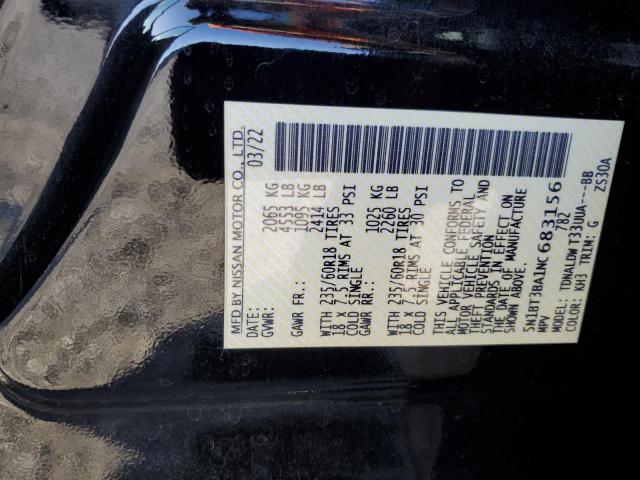 MFD BY NISSAN MOTOR CO., LTD.
DATE: 03/22
GVWR: 2065 KG
4553 LB
GAWR FR.: 1095 KG
2414 LB
WITH 235/60R18 TIRES
18 X 7.5 RIMS AT 33 PSI
COLD SINGLE
GAWR RR.: 1025 KG
2260 LB
WITH 235/60R18 TIRES
18 X 7.5 RIMS AT 30 PSI
COLD SINGLE
THIS VEHICLE CONFORMS TO
ALL APPLICABLE FEDERAL
MOTOR VEHICLE SAFETY AND
THEFT PREVENTION
STANDARDS IN EFFECT ON
THE DATE OF MANUFACTURE
SHOWN ABOVE.
5N1BT3BA1NC683156
MPV 7B2
MODEL: TDNALDWT33UUA---BB
COLOR: KH3 TRIM: G ZS30A